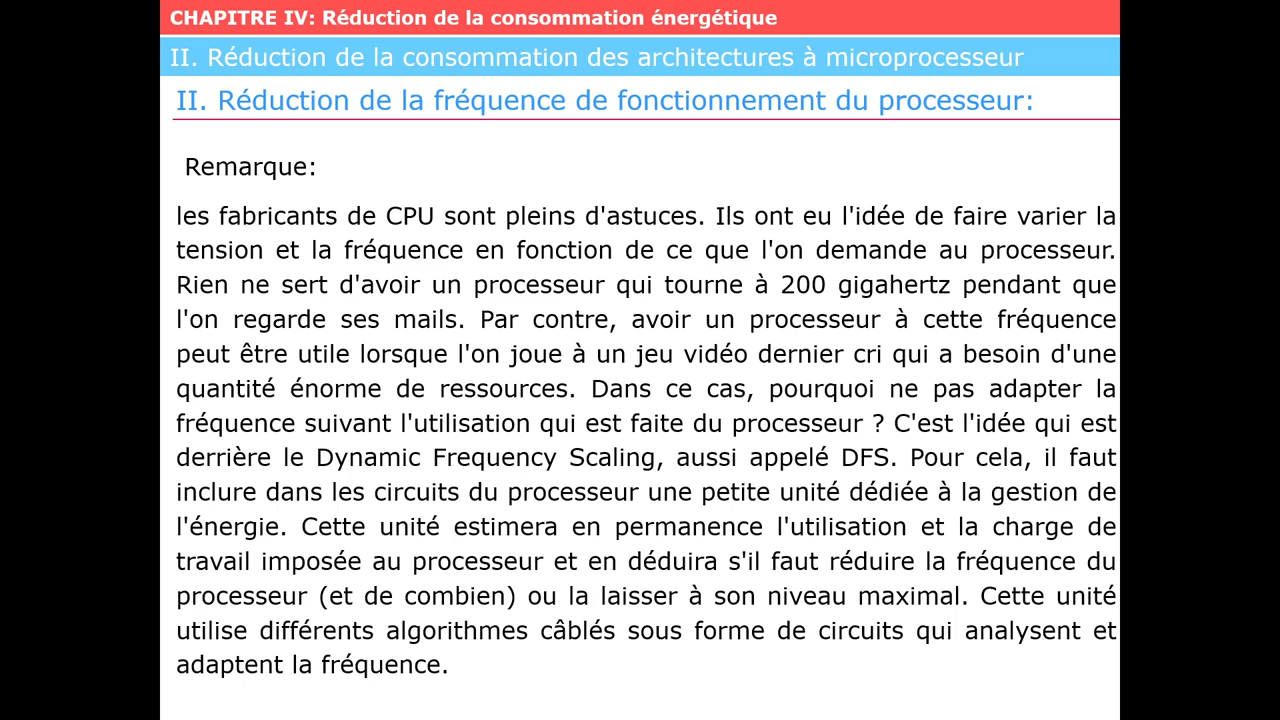 CHAPITRE IV: Réduction de la consommation énergétique
II. Réduction de la consommation des architectures à microprocesseur
II. Réduction de la fréquence de fonctionnement du processeur:
Remarque:
les fabricants de CPU sont pleins d'astuces. Ils ont eu l'idée de faire varier la
tension et la fréquence en fonction de ce que l'on demande au processeur.
Rien ne sert d'avoir un processeur qui tourne à 200 gigahertz pendant que
l'on regarde ses mails. Par contre, avoir un processeur à cette fréquence
peut être utile lorsque l'on joue à un jeu vidéo dernier cri qui a besoin d'une
quantité énorme de ressources. Dans ce cas, pourquoi ne pas adapter la
fréquence suivant l'utilisation qui est faite du processeur ? C'est l'idée qui est
derrière le Dynamic Frequency Scaling, aussi appelé DFS. Pour cela, il faut
inclure dans les circuits du processeur une petite unité dédiée à la gestion de
l'énergie. Cette unité estimera en permanence l'utilisation et la charge de
travail imposée au processeur et en déduira s'il faut réduire la fréquence du
processeur (et de combien) ou la laisser à son niveau maximal. Cette unité
utilise différents algorithmes câblés sous forme de circuits qui analysent et
adaptent la fréquence.